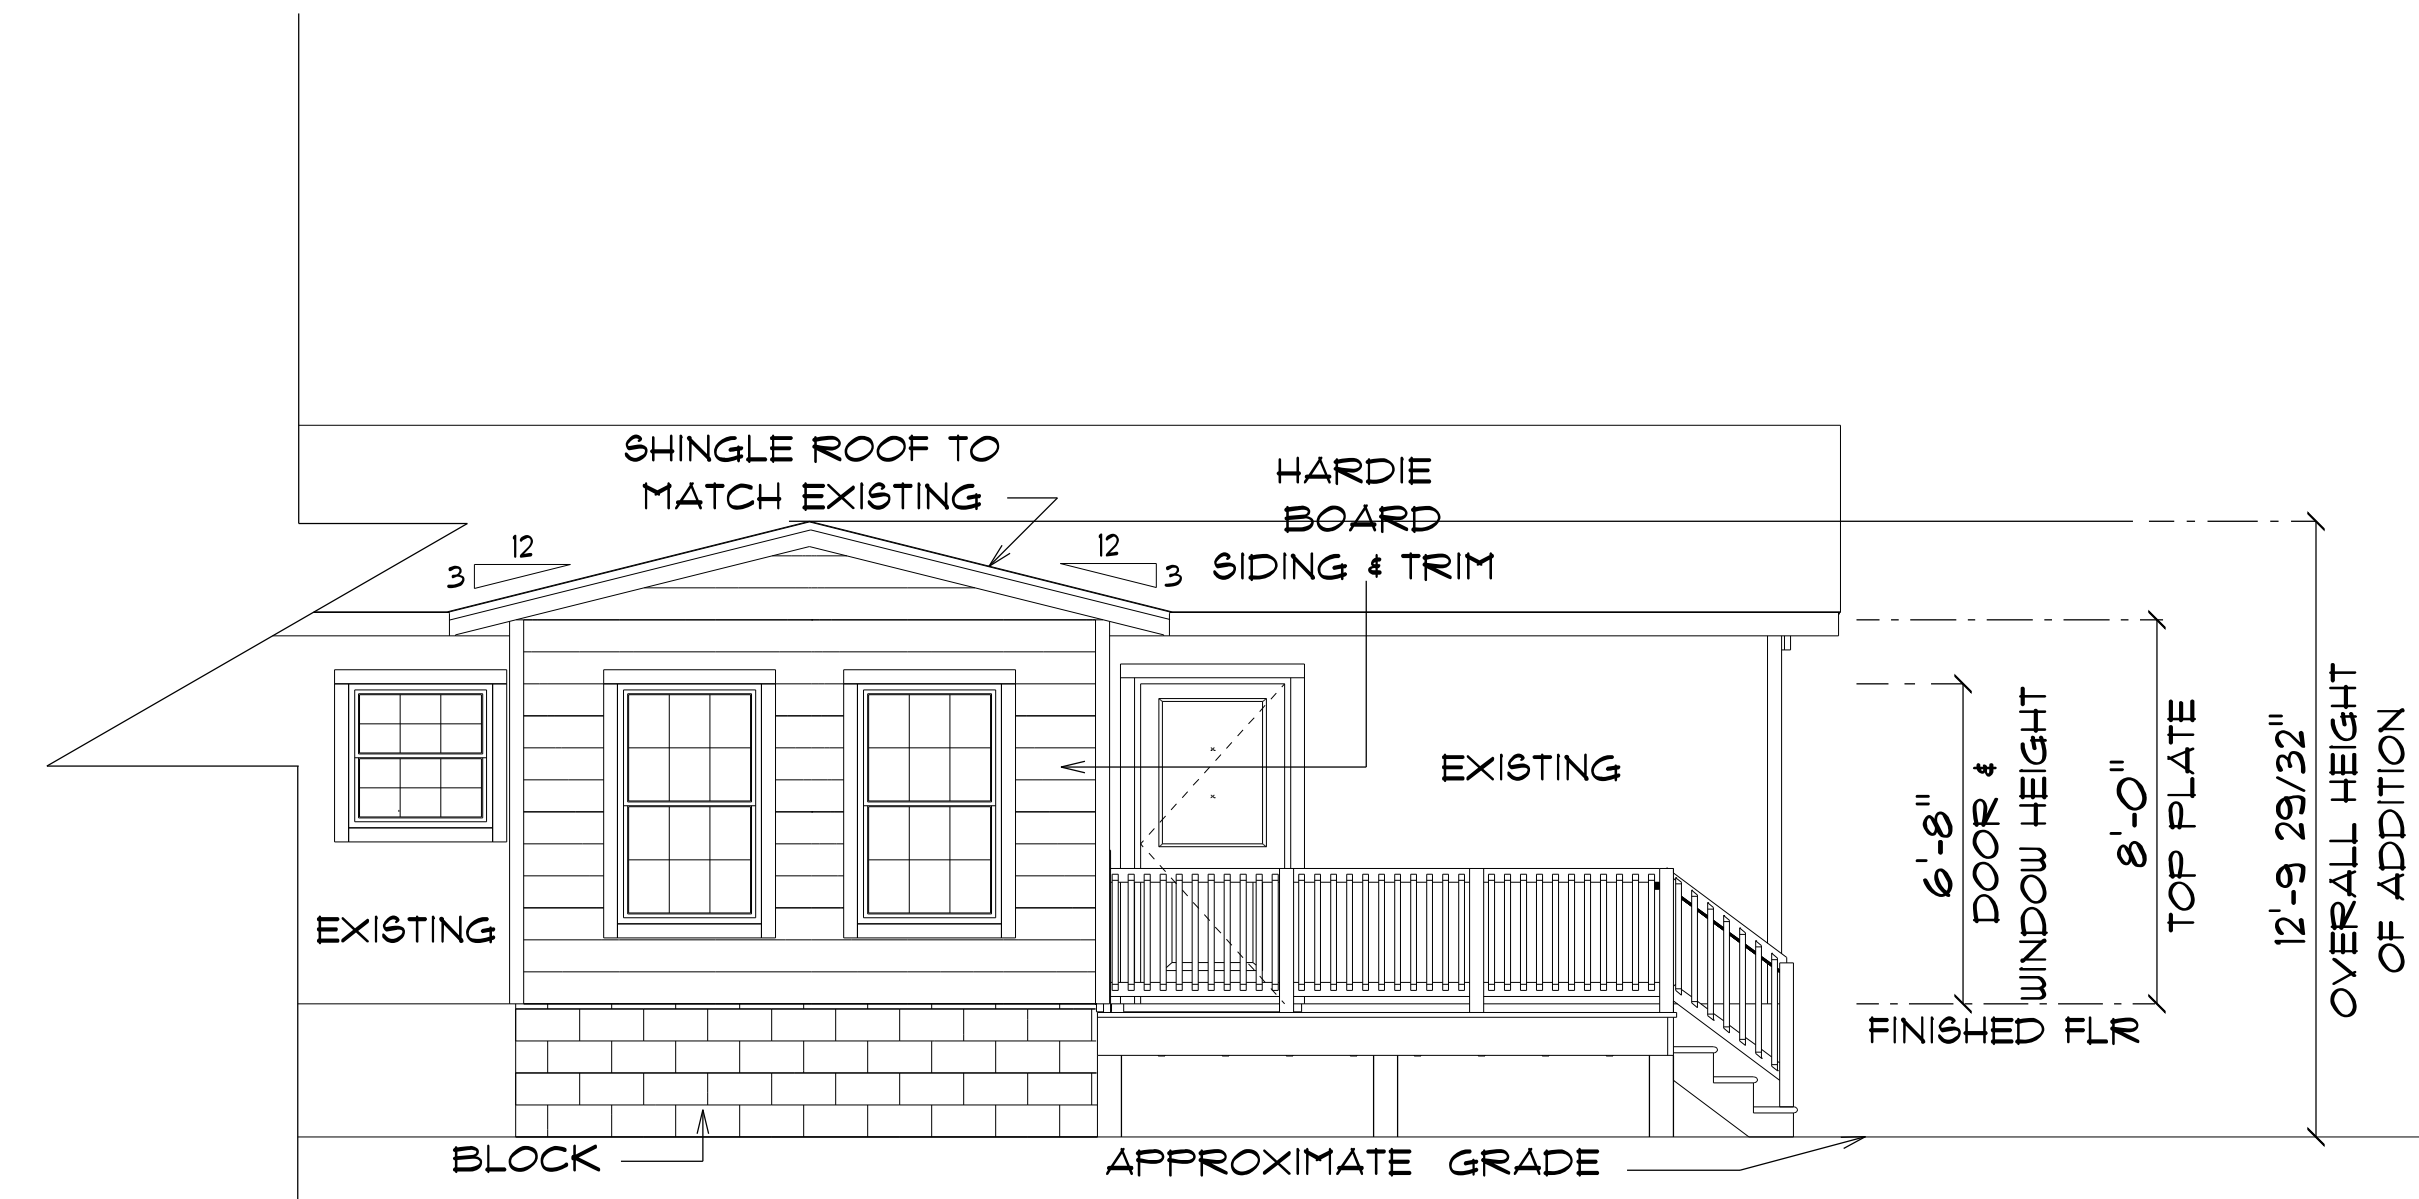 SHINGLE ROOF TO
MATCH EXISTING
HARDIE
BOARD
SIDING & TRIM
12
3
12
3
EXISTING
EXISTING
6'-8"
DOOR &
WINDOW HEIGHT
8'-0"
TOP PLATE
12'-9 29/32"
OVERALL HEIGHT
OF ADDITION
FINISHED FLR
BLOCK
APPROXIMATE GRADE